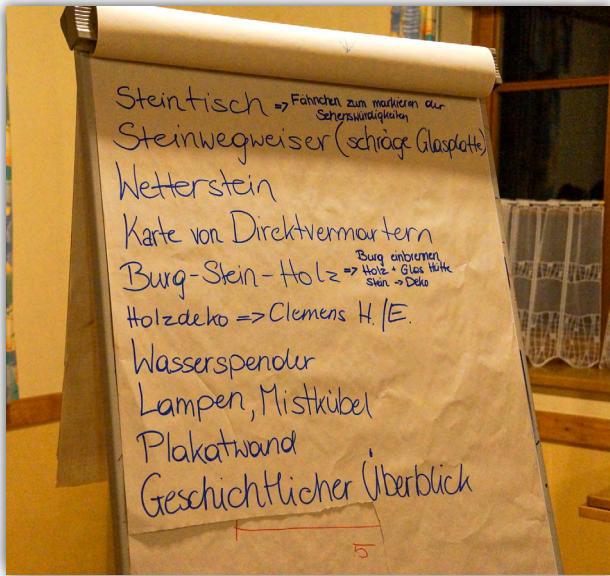 Steintisch => Fähnchen zum markieren der
Sehenswürdigkeiten
Steinwegweiser (schräge Glasplatte)
Wetterstein
Karte von Direktvermartern
Burg-Stein-Holz => Burg einbrennen
Holz + Glas Hütte
Stein -> Deko
Holzdeko => Clemens H./E.
Wasserspender
Lampen, Mistkübel
Plakatwand
Geschichtlicher Überblick
5